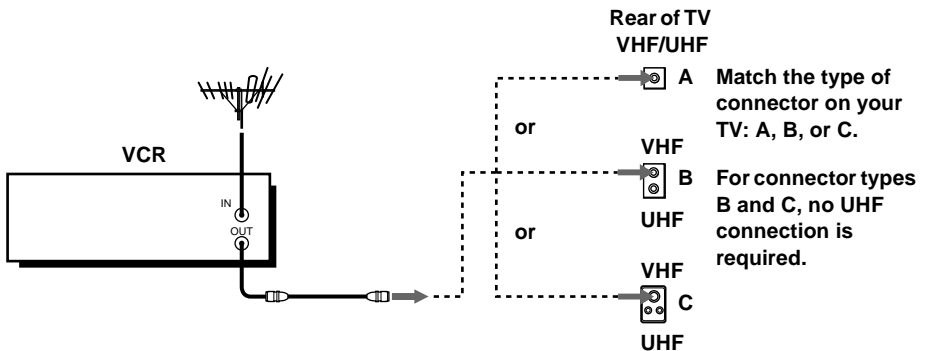 Rear of TV
VHF/UHF
A
Match the type of
connector on your
TV: A, B, or C.
or
VHF
VCR
B
For connector types
B and C, no UHF
connection is
required.
IN
UHF
OUT
or
VHF
C
UHF